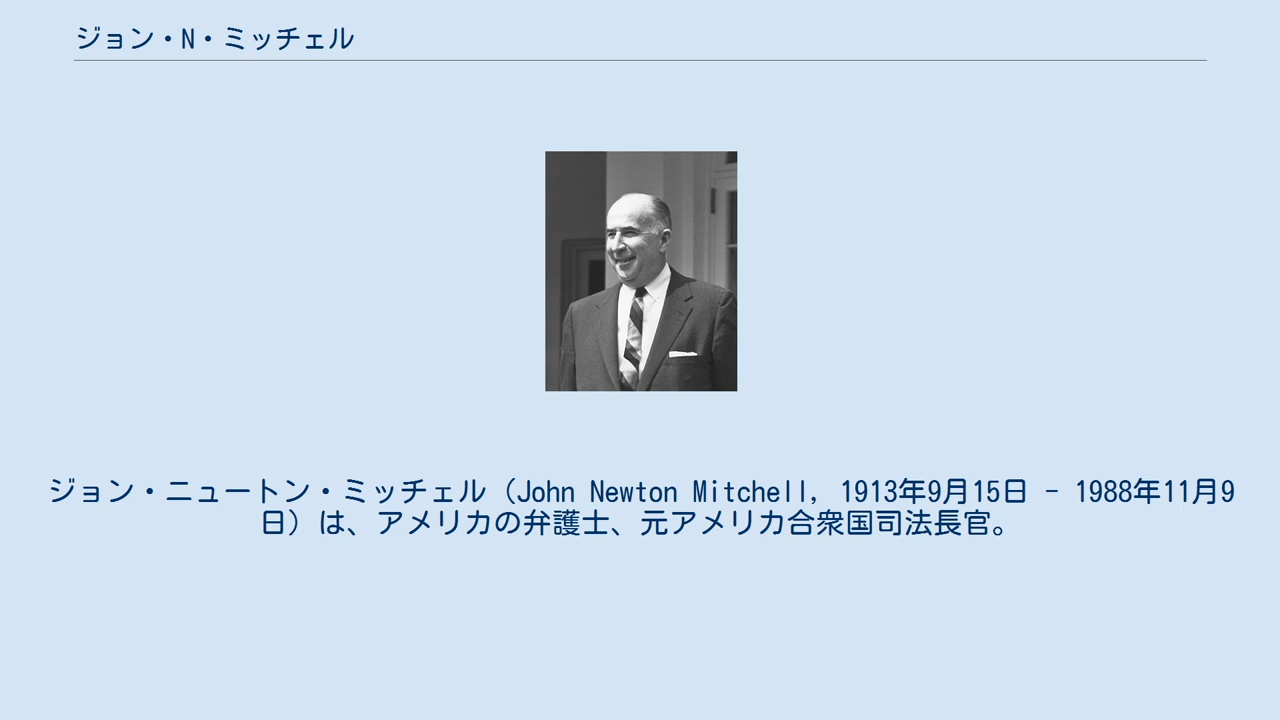 ジョン・N・ミッチェル
ジョン・ニュートン・ミッチェル（John Newton Mitchell, 1913年9月15日 - 1988年11月9
日）は、アメリカの弁護士、元アメリカ合衆国司法長官。